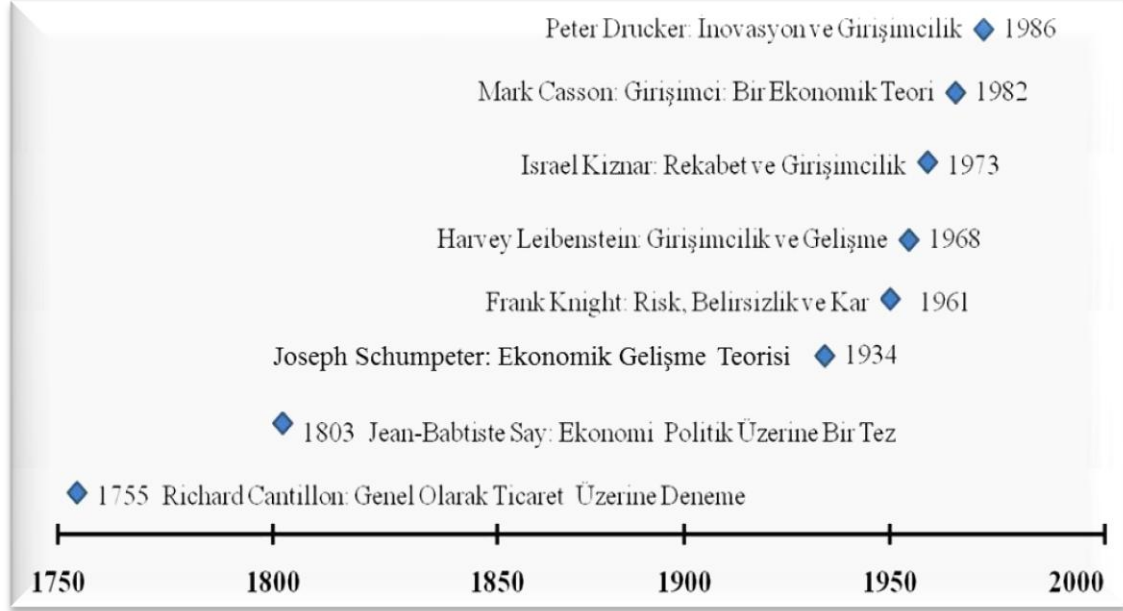 Peter Drucker: İnovasyon ve Girişimcilik 1986
Mark Casson: Girişimci: Bir Ekonomik Teori 1982
Israel Kiznar: Rekabet ve Girişimcilik 1973
Harvey Leibenstein: Girişimcilik ve Gelişme 1968
Frank Knight: Risk, Belirsizlik ve Kar 1961
Joseph Schumpeter: Ekonomik Gelişme Teorisi 1934
1803 Jean-Babtiste Say: Ekonomi Politik Üzerine Bir Tez
1755 Richard Cantillon: Genel Olarak Ticaret Üzerine Deneme
1750 1800 1850 1900 1950 2000